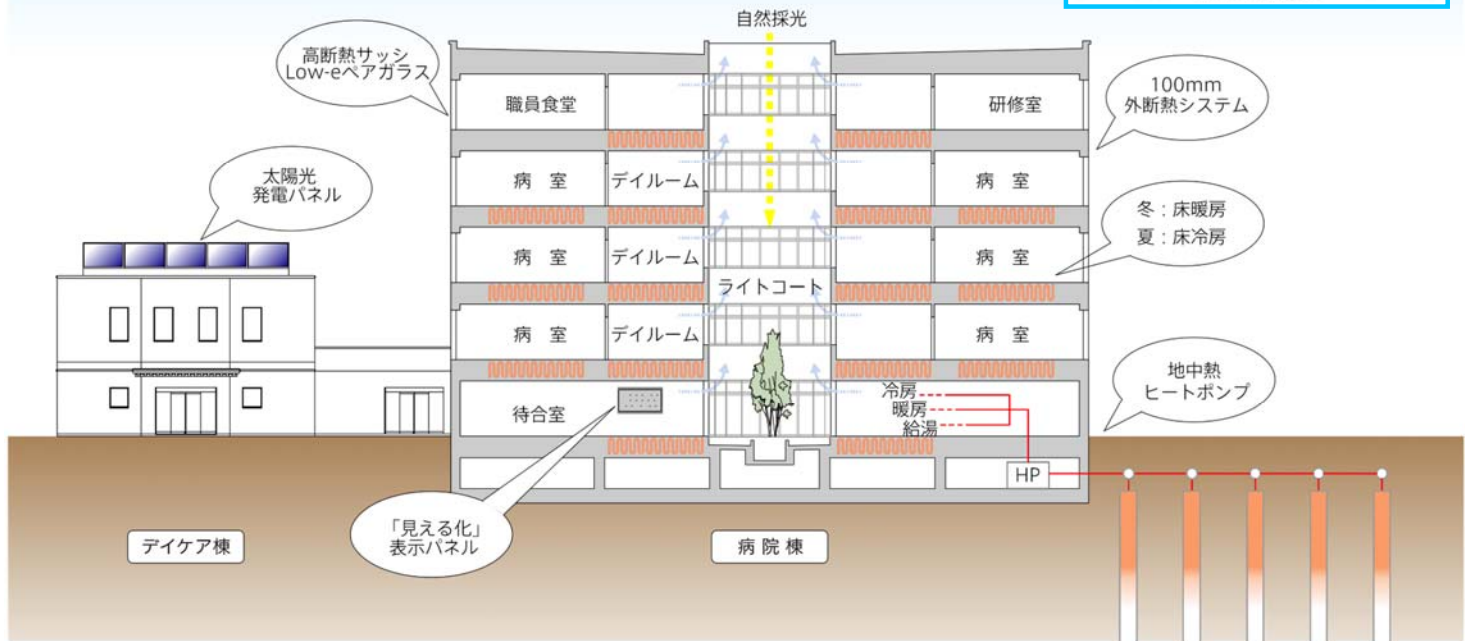 自然採光
高断熱サッシ
Low-eペアガラス
職員食堂
研修室
100mm
外断熱システム
太陽光
発電パネル
病 室
デイルーム
病 室
冬：床暖房
夏：床冷房
病 室
デイルーム
病 室
ライトコート
病 室
デイルーム
病 室
地中熱
ヒートポンプ
待合室
冷房
暖房
給湯
HP
「見える化」
表示パネル
デイケア棟
病院棟